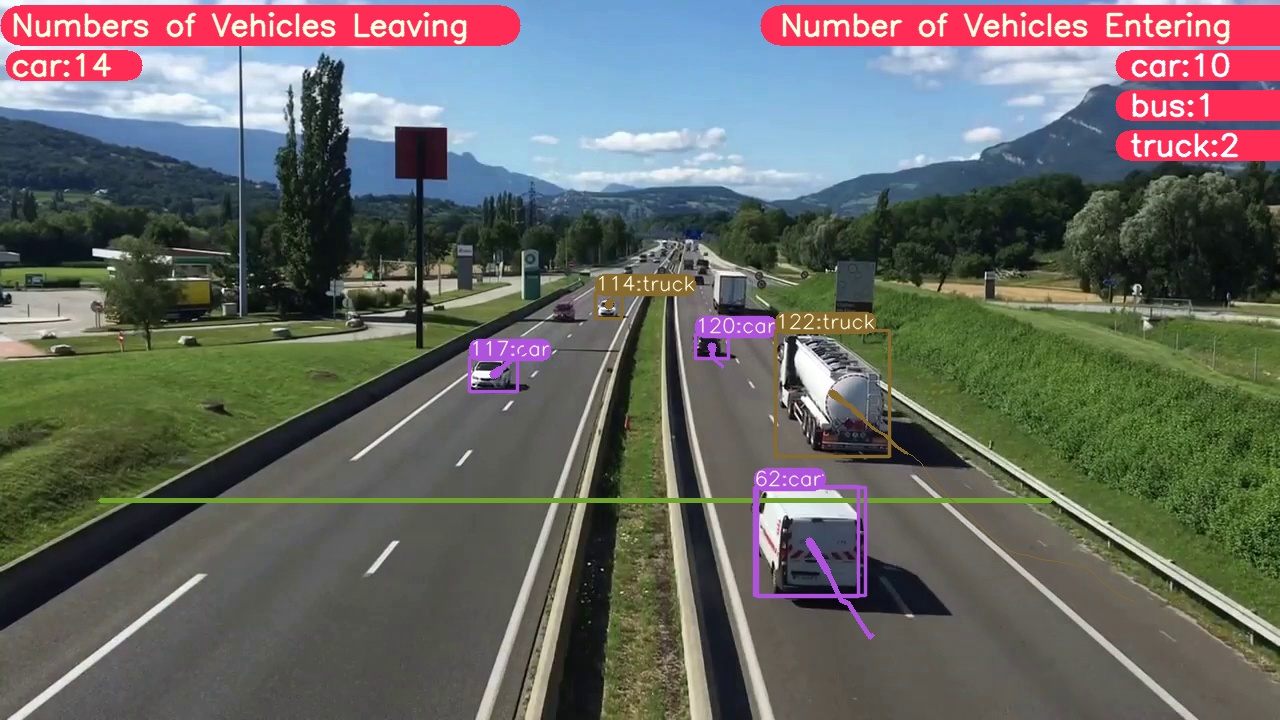 Numbers of Vehicles Leaving
Number of Vehicles Entering
car:14
car:10
bus:1
truck:2
bp
114:truck
120:car
122:truck
117:car
62:car